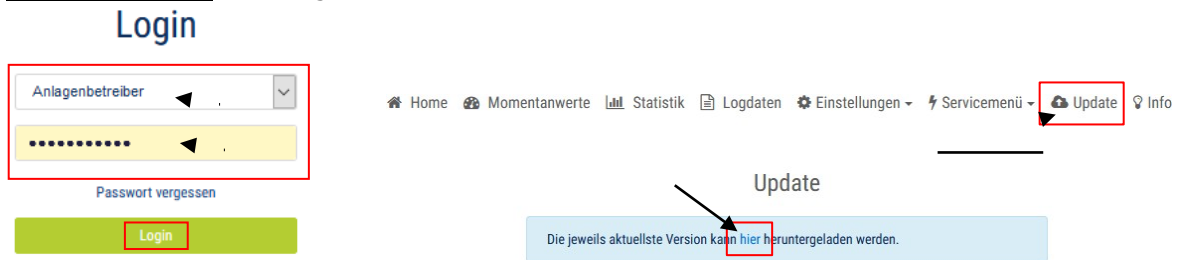 Login
Anlagenbetreiber
•••••••••••
Passwort vergessen
Login
Home Momentanwerte Statistik Logdaten Einstellungen Servicemenü Update Info
Update
Die jeweils aktuellste Version kann hier heruntergeladen werden.